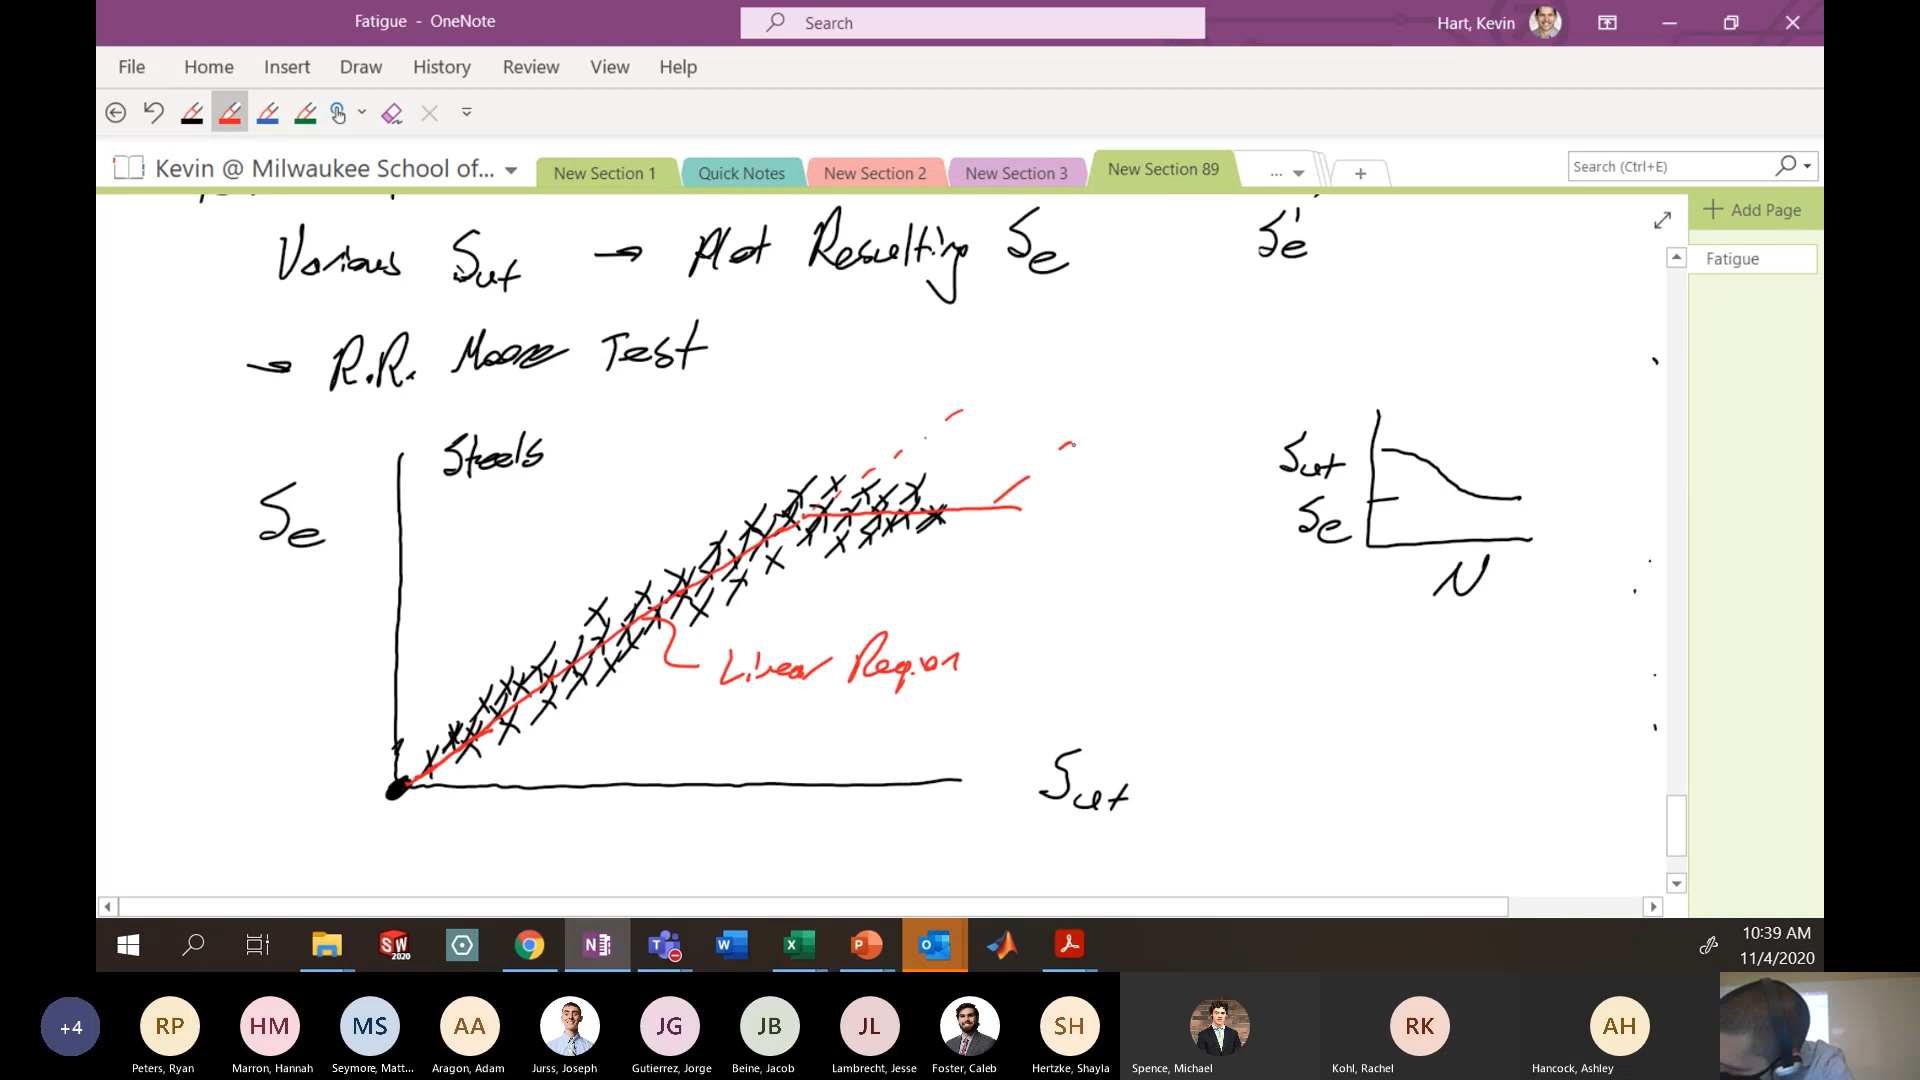 Fatigue - OneNote
Search
Hart, Kevin
File Home Insert Draw History Review View Help
Kevin @ Milwaukee School of...
New Section 1
Quick Notes
New Section 2
New Section 3
New Section 89
...
Search (Ctrl+E)
Add Page
Fatigue
Various Sut → Plot Resulting Se
Se'
→ R.R. Moore Test
Steels
Se
Linear Region
Sut
Sut
Se
N
SW
2020
10:39 AM
11/4/2020
+4
RP
HM
MS
AA
JG
JB
JL
SH
RK
AH
Peters, Ryan
Marron, Hannah
Seymore, Matt...
Aragon, Adam
Jurss, Joseph
Gutierrez, Jorge
Beine, Jacob
Lambrecht, Jesse
Foster, Caleb
Hertzke, Shayla
Spence, Michael
Kohl, Rachel
Hancock, Ashley